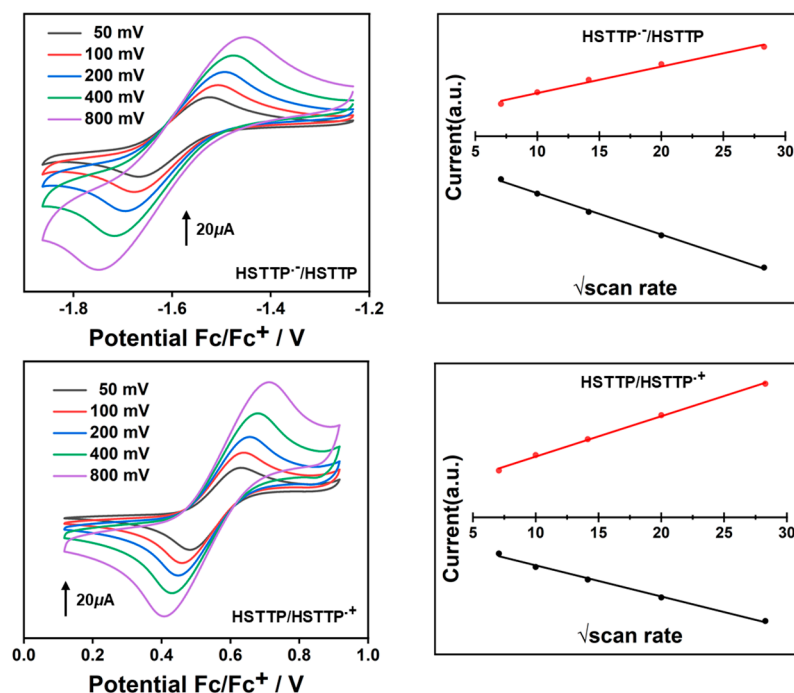 50 mV
100 mV
200 mV
400 mV
800 mV
20µA
HSTTP·⁻/HSTTP
-1.8 -1.6 -1.4 -1.2
Potential Fc/Fc⁺ / V
HSTTP·⁻/HSTTP
Current(a.u.)
5 10 15 20 25 30
√scan rate
50 mV
100 mV
200 mV
400 mV
800 mV
20µA
HSTTP/HSTTP·⁺
0.0 0.2 0.4 0.6 0.8 1.0
Potential Fc/Fc⁺ / V
HSTTP/HSTTP·⁺
Current(a.u.)
5 10 15 20 25 30
√scan rate